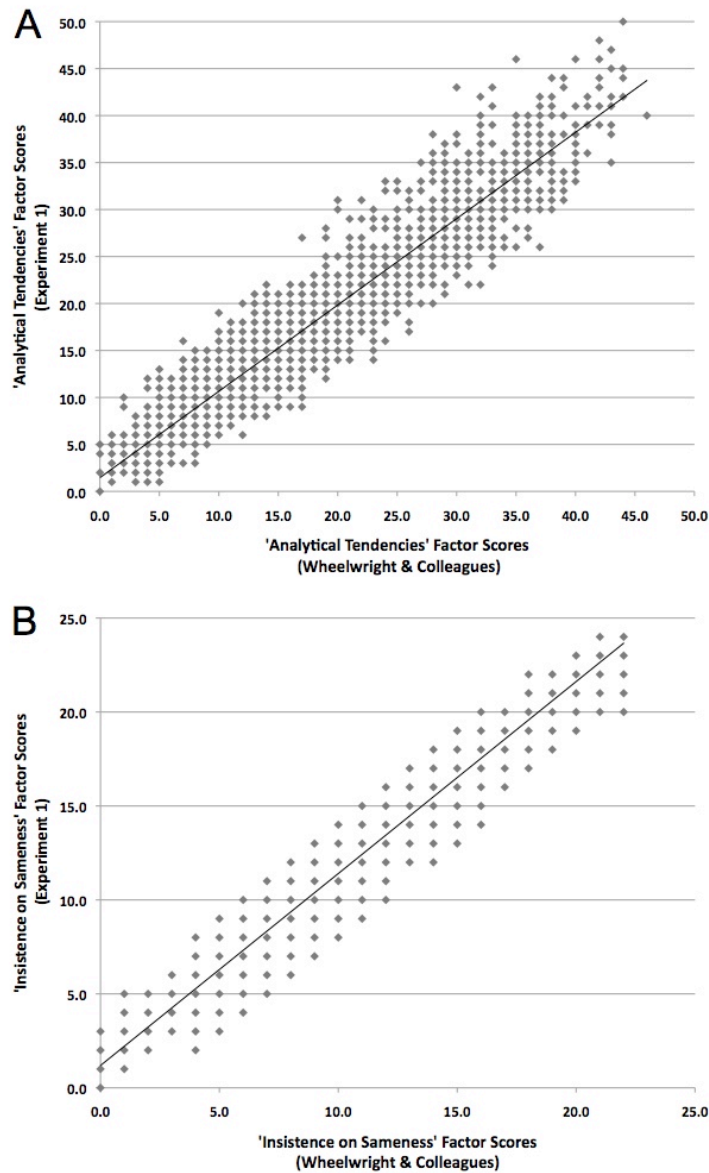 A
50.0
45.0
40.0
35.0
30.0
25.0
20.0
15.0
10.0
5.0
0.0
'Analytical Tendencies' Factor Scores
(Experiment 1)
0.0 5.0 10.0 15.0 20.0 25.0 30.0 35.0 40.0 45.0 50.0
'Analytical Tendencies' Factor Scores
(Wheelwright & Colleagues)
B
25.0
20.0
15.0
10.0
5.0
0.0
'Insistence on Sameness' Factor Scores
(Experiment 1)
0.0 5.0 10.0 15.0 20.0 25.0
'Insistence on Sameness' Factor Scores
(Wheelwright & Colleagues)